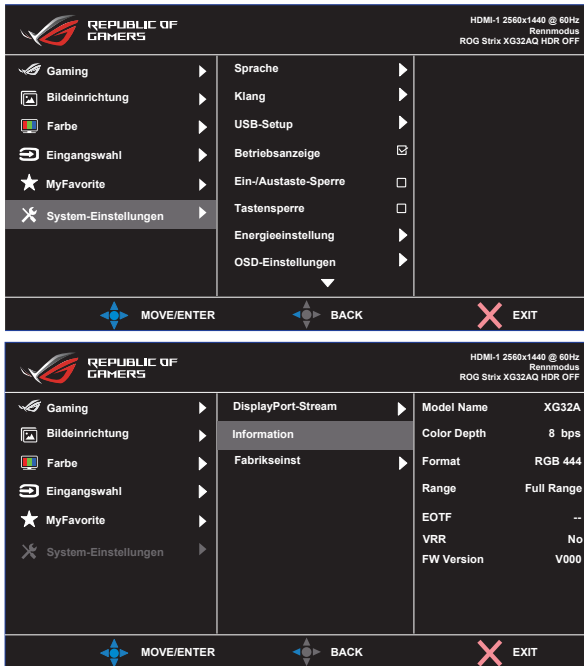 REPUBLIC OF
GAMERS
HDMI-1 2560x1440 @ 60Hz
Rennmodus
ROG Strix XG32AQ HDR OFF
Gaming
Bildeinrichtung
Farbe
Eingangswahl
MyFavorite
System-Einstellungen
Sprache
Klang
USB-Setup
Betriebsanzeige
Ein-/Austaste-Sperre
Tastensperre
Energieeinstellung
OSD-Einstellungen
MOVE/ENTER
BACK
EXIT
REPUBLIC OF
GAMERS
HDMI-1 2560x1440 @ 60Hz
Rennmodus
ROG Strix XG32AQ HDR OFF
Gaming
Bildeinrichtung
Farbe
Eingangswahl
MyFavorite
System-Einstellungen
DisplayPort-Stream
Information
Fabrikseinst
Model Name XG32A
Color Depth 8 bps
Format RGB 444
Range Full Range
EOTF --
VRR No
FW Version V000
MOVE/ENTER
BACK
EXIT